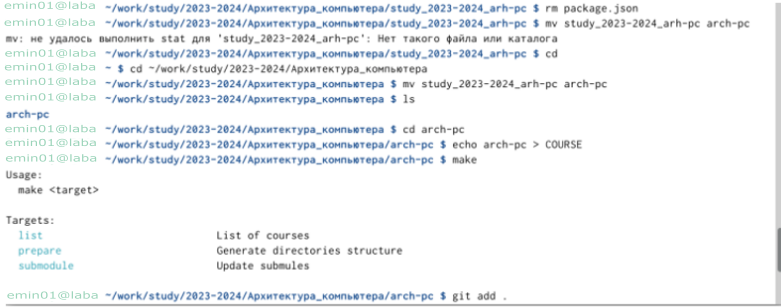 emin01@laba ~/work/study/2023-2024/Архитектура_компьютера/study_2023-2024_arh-pc $ rm package.json
emin01@laba ~/work/study/2023-2024/Архитектура_компьютера/study_2023-2024_arh-pc $ mv study_2023-2024_arh-pc arch-pc
mv: не удалось выполнить stat для 'study_2023-2024_arh-pc': Нет такого файла или каталога
emin01@laba ~/work/study/2023-2024/Архитектура_компьютера/study_2023-2024_arh-pc $ cd
emin01@laba ~ $ cd ~/work/study/2023-2024/Архитектура_компьютера
emin01@laba ~/work/study/2023-2024/Архитектура_компьютера $ mv study_2023-2024_arh-pc arch-pc
emin01@laba ~/work/study/2023-2024/Архитектура_компьютера $ ls
arch-pc
emin01@laba ~/work/study/2023-2024/Архитектура_компьютера $ cd arch-pc
emin01@laba ~/work/study/2023-2024/Архитектура_компьютера/arch-pc $ echo arch-pc > COURSE
emin01@laba ~/work/study/2023-2024/Архитектура_компьютера/arch-pc $ make
Usage:
make <target>
Targets:
list List of courses
prepare Generate directories structure
submodule Update submules
emin01@laba ~/work/study/2023-2024/Архитектура_компьютера/arch-pc $ git add .